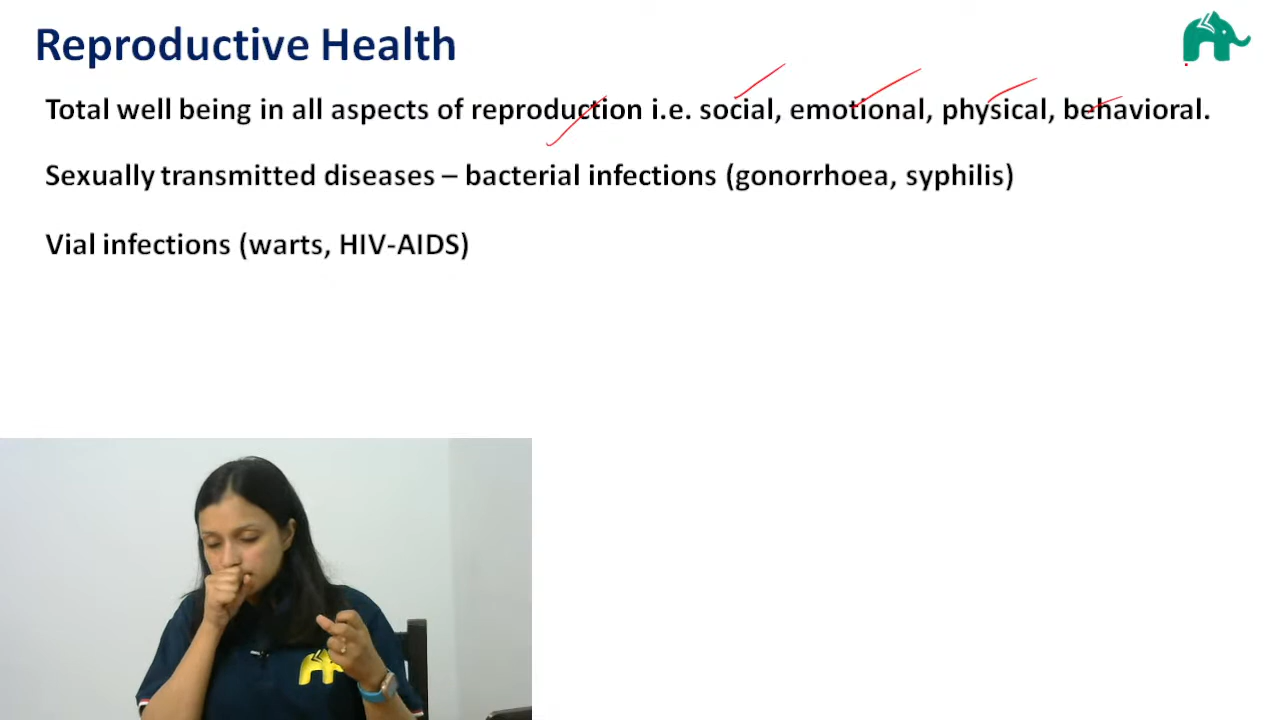 Reproductive Health
Total well being in all aspects of reproduction i.e. social, emotional, physical, behavioral.
Sexually transmitted diseases – bacterial infections (gonorrhoea, syphilis)
Vial infections (warts, HIV-AIDS)